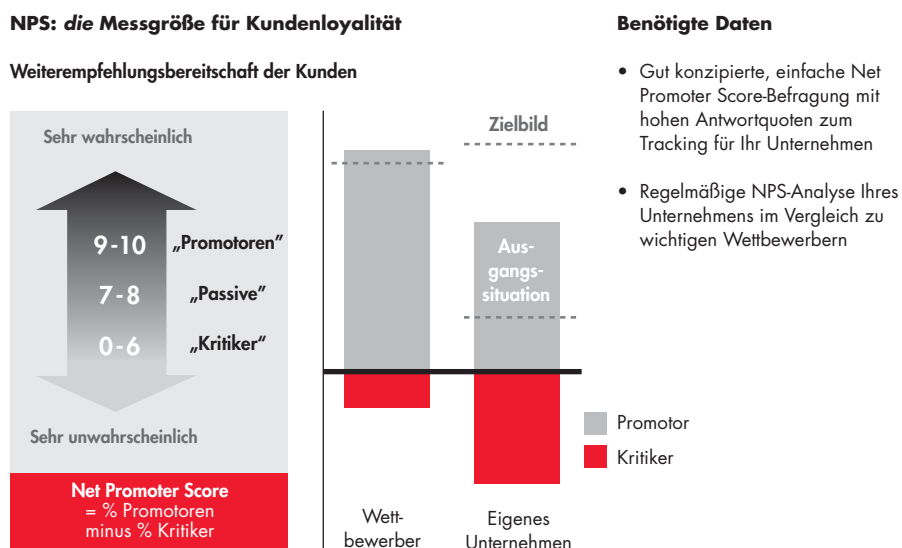 NPS: die Messgröße für Kundenloyalität
Weiterempfehlungsbereitschaft der Kunden
Sehr wahrscheinlich
9-10 „Promotoren”
7-8 „Passive”
0-6 „Kritiker“
Sehr unwahrscheinlich
Net Promoter Score
= % Promotoren
minus % Kritiker
Zielbild
Aus-
gangs-
situation
Wett-
bewerber
Eigenes
Unternehmen
Promotor
Kritiker
Benötigte Daten
• Gut konzipierte, einfache Net
Promoter Score-Befragung mit
hohen Antwortquoten zum
Tracking für Ihr Unternehmen
• Regelmäßige NPS-Analyse Ihres
Unternehmens im Vergleich zu
wichtigen Wettbewerbern